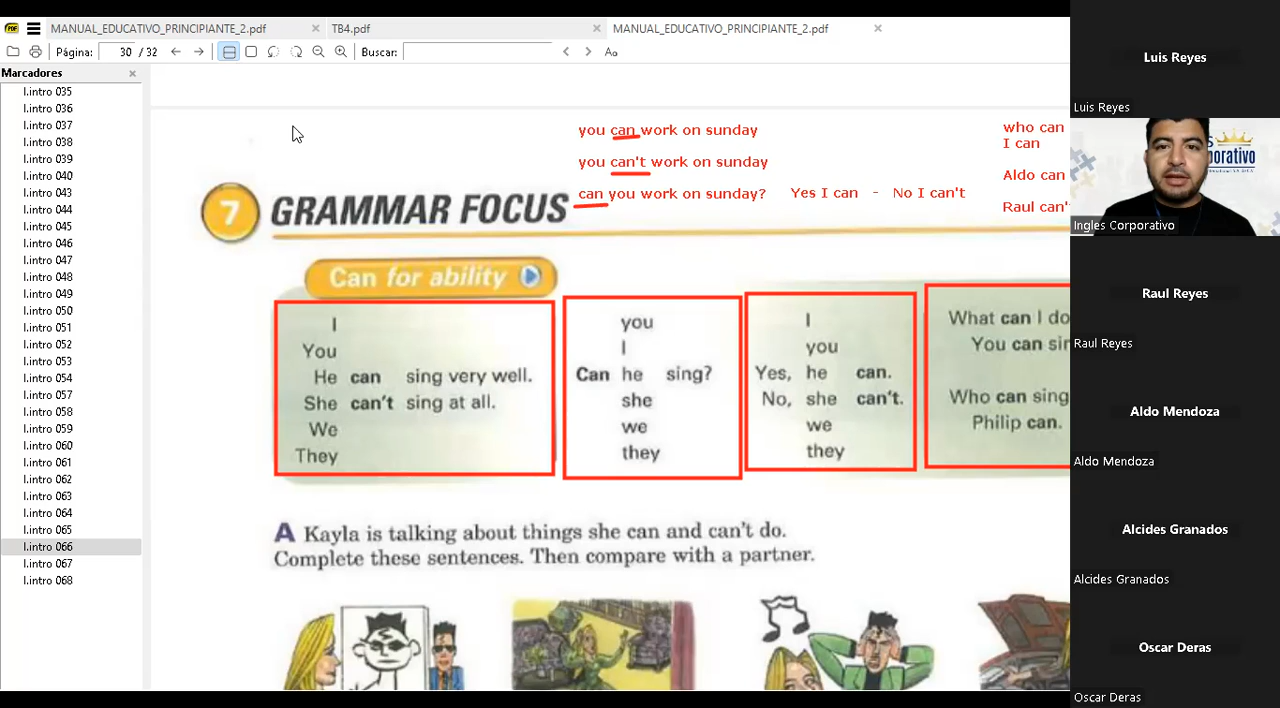 MANUAL_EDUCATIVO_PRINCIPIANTE_2.pdf
TB4.pdf
MANUAL_EDUCATIVO_PRINCIPIANTE_2.pdf
Página: 30 / 32
Buscar:
Marcadores
I.intro 035
I.intro 036
I.intro 037
I.intro 038
I.intro 039
I.intro 040
I.intro 043
I.intro 044
I.intro 045
I.intro 046
I.intro 047
I.intro 048
I.intro 049
I.intro 050
I.intro 051
I.intro 052
I.intro 053
I.intro 054
I.intro 057
I.intro 058
I.intro 059
I.intro 060
I.intro 061
I.intro 062
I.intro 063
I.intro 064
I.intro 065
I.intro 066
I.intro 067
I.intro 068
you can work on sunday
you can't work on sunday
can you work on sunday? Yes I can - No I can't
who can
I can
Aldo can
Raul can'
7 GRAMMAR FOCUS
Can for ability
I
You
He can sing very well.
She can't sing at all.
We
They
you
I
Can he sing?
she
we
they
I
you
Yes, he can.
No, she can't.
we
they
What can I do
You can sin
Who can sing
Philip can.
A Kayla is talking about things she can and can't do.
Complete these sentences. Then compare with a partner.
Luis Reyes
Luis Reyes
orporativo
Ingles Corporativo
Raul Reyes
Raul Reyes
Aldo Mendoza
Aldo Mendoza
Alcides Granados
Alcides Granados
Oscar Deras
Oscar Deras